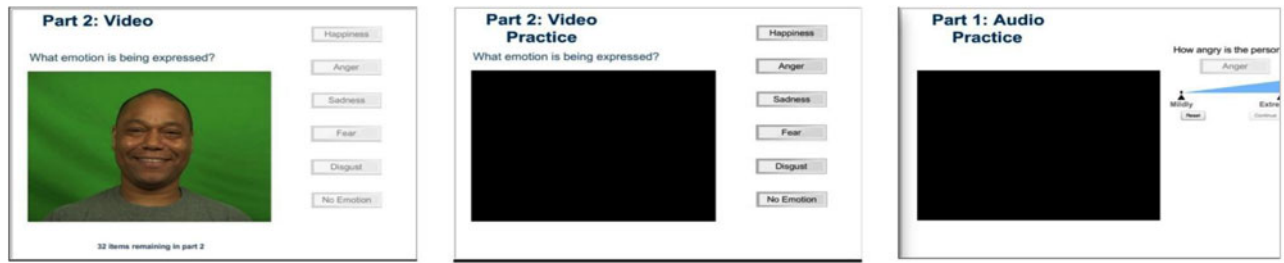 Part 2: Video
What emotion is being expressed?
Happiness
Anger
Sadness
Fear
Disgust
No Emotion
32 items remaining in part 2
Part 2: Video
Practice
What emotion is being expressed?
Happiness
Anger
Sadness
Fear
Disgust
No Emotion
Part 1: Audio
Practice
How angry is the person
Anger
Mildly Extre
Reset Continue